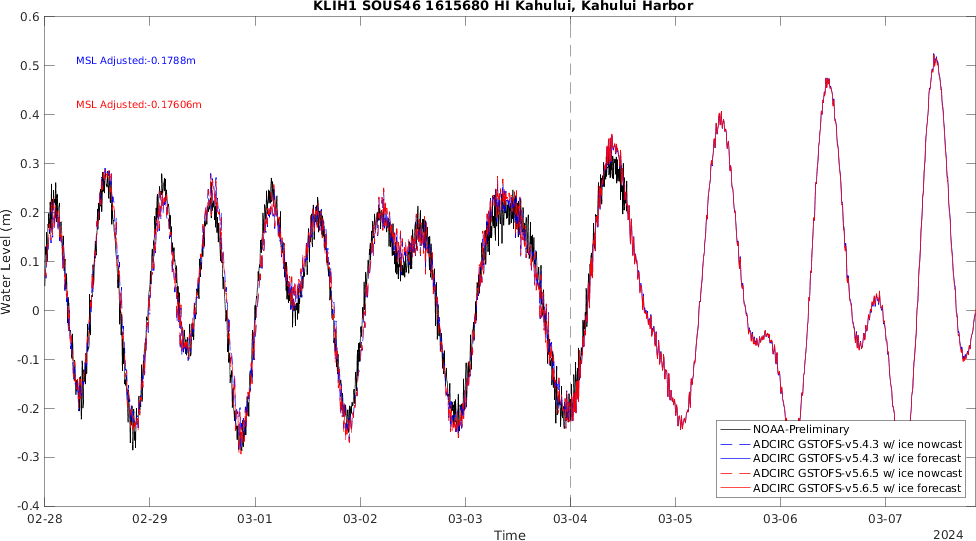 KLIH1 SOUS46 1615680 HI Kahului, Kahului Harbor
0.6
0.5
0.4
0.3
0.2
0.1
0
-0.1
-0.2
-0.3
-0.4
Water Level (m)
MSL Adjusted:-0.1788m
MSL Adjusted:-0.17606m
NOAA-Preliminary
ADCIRC GSTOFS-v5.4.3 w/ ice nowcast
ADCIRC GSTOFS-v5.4.3 w/ ice forecast
ADCIRC GSTOFS-v5.6.5 w/ ice nowcast
ADCIRC GSTOFS-v5.6.5 w/ ice forecast
02-28 02-29 03-01 03-02 03-03 03-04 03-05 03-06 03-07
Time
2024